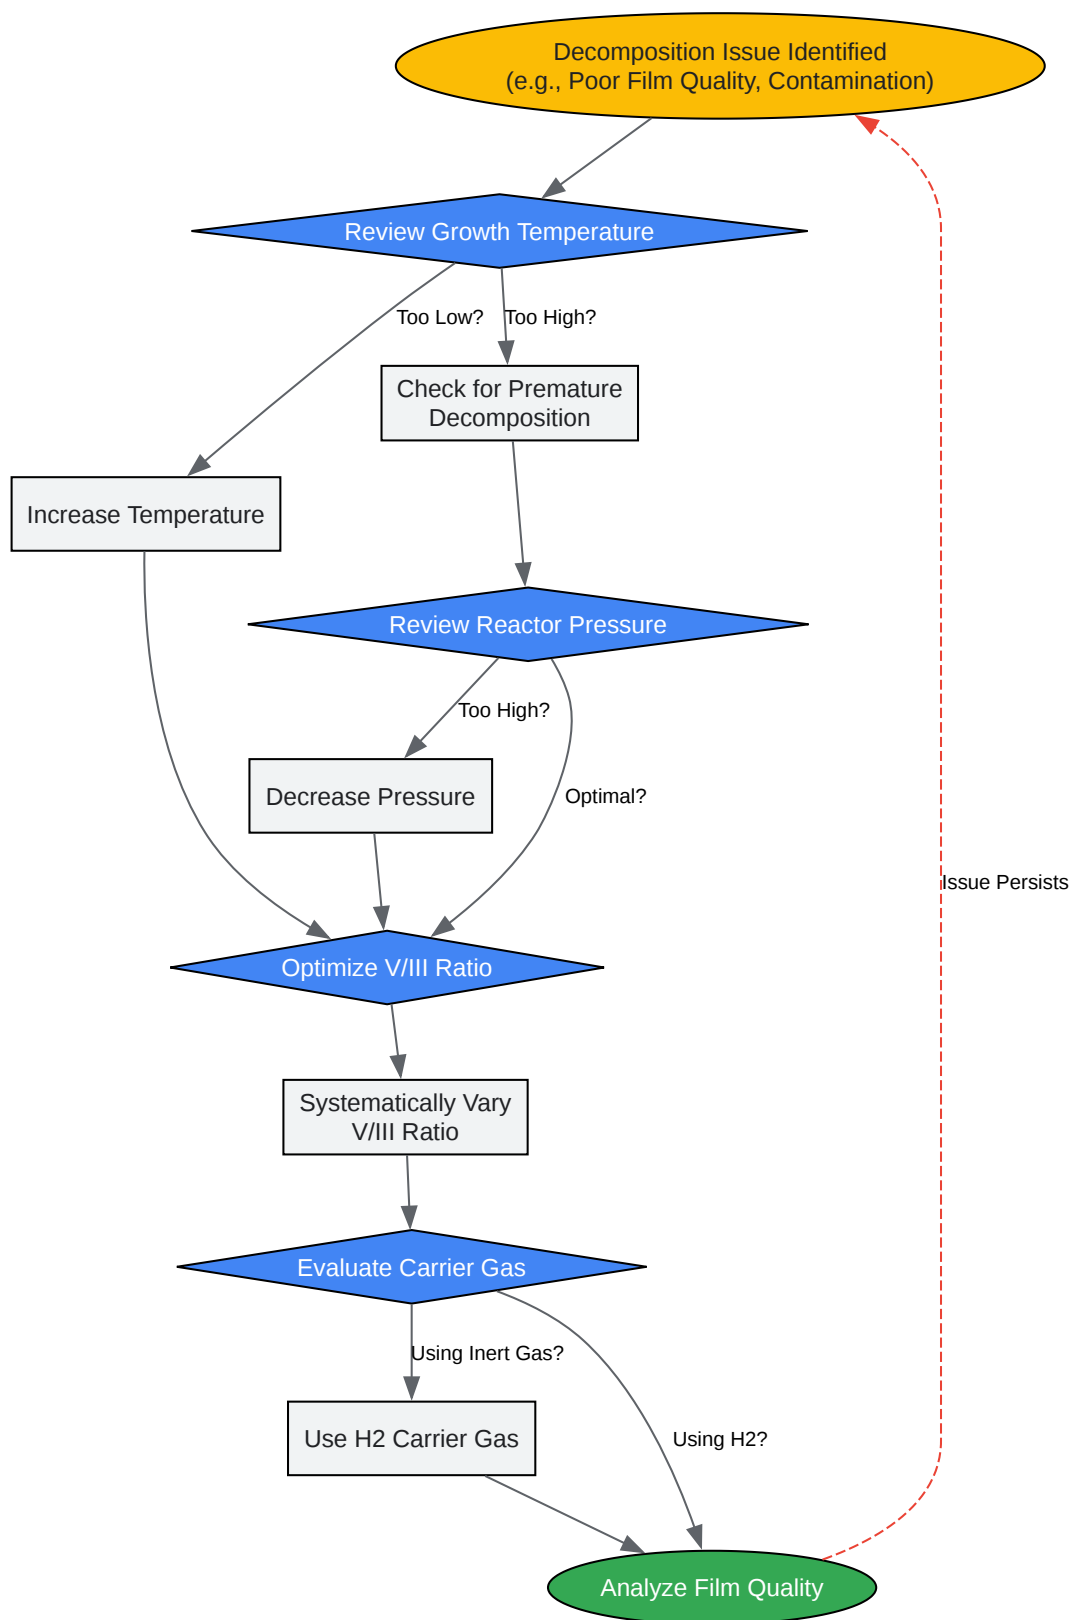 Decomposition Issue Identified
(e.g., Poor Film Quality, Contamination)
Review Growth Temperature
Too Low?
Too High?
Check for Premature
Decomposition
Increase Temperature
Review Reactor Pressure
Too High?
Decrease Pressure
Optimal?
Issue Persists
Optimize V/III Ratio
Systematically Vary
V/III Ratio
Evaluate Carrier Gas
Using Inert Gas?
Use H2 Carrier Gas
Using H2?
Analyze Film Quality